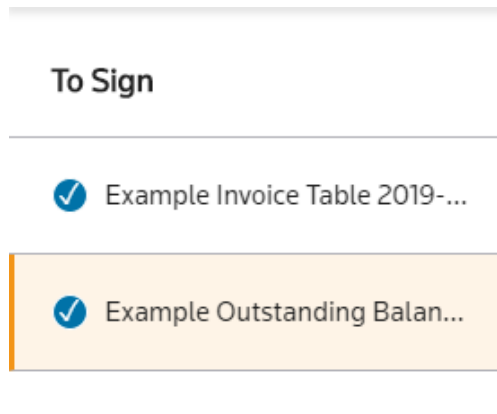 To Sign
Example Invoice Table 2019-...
Example Outstanding Balan...